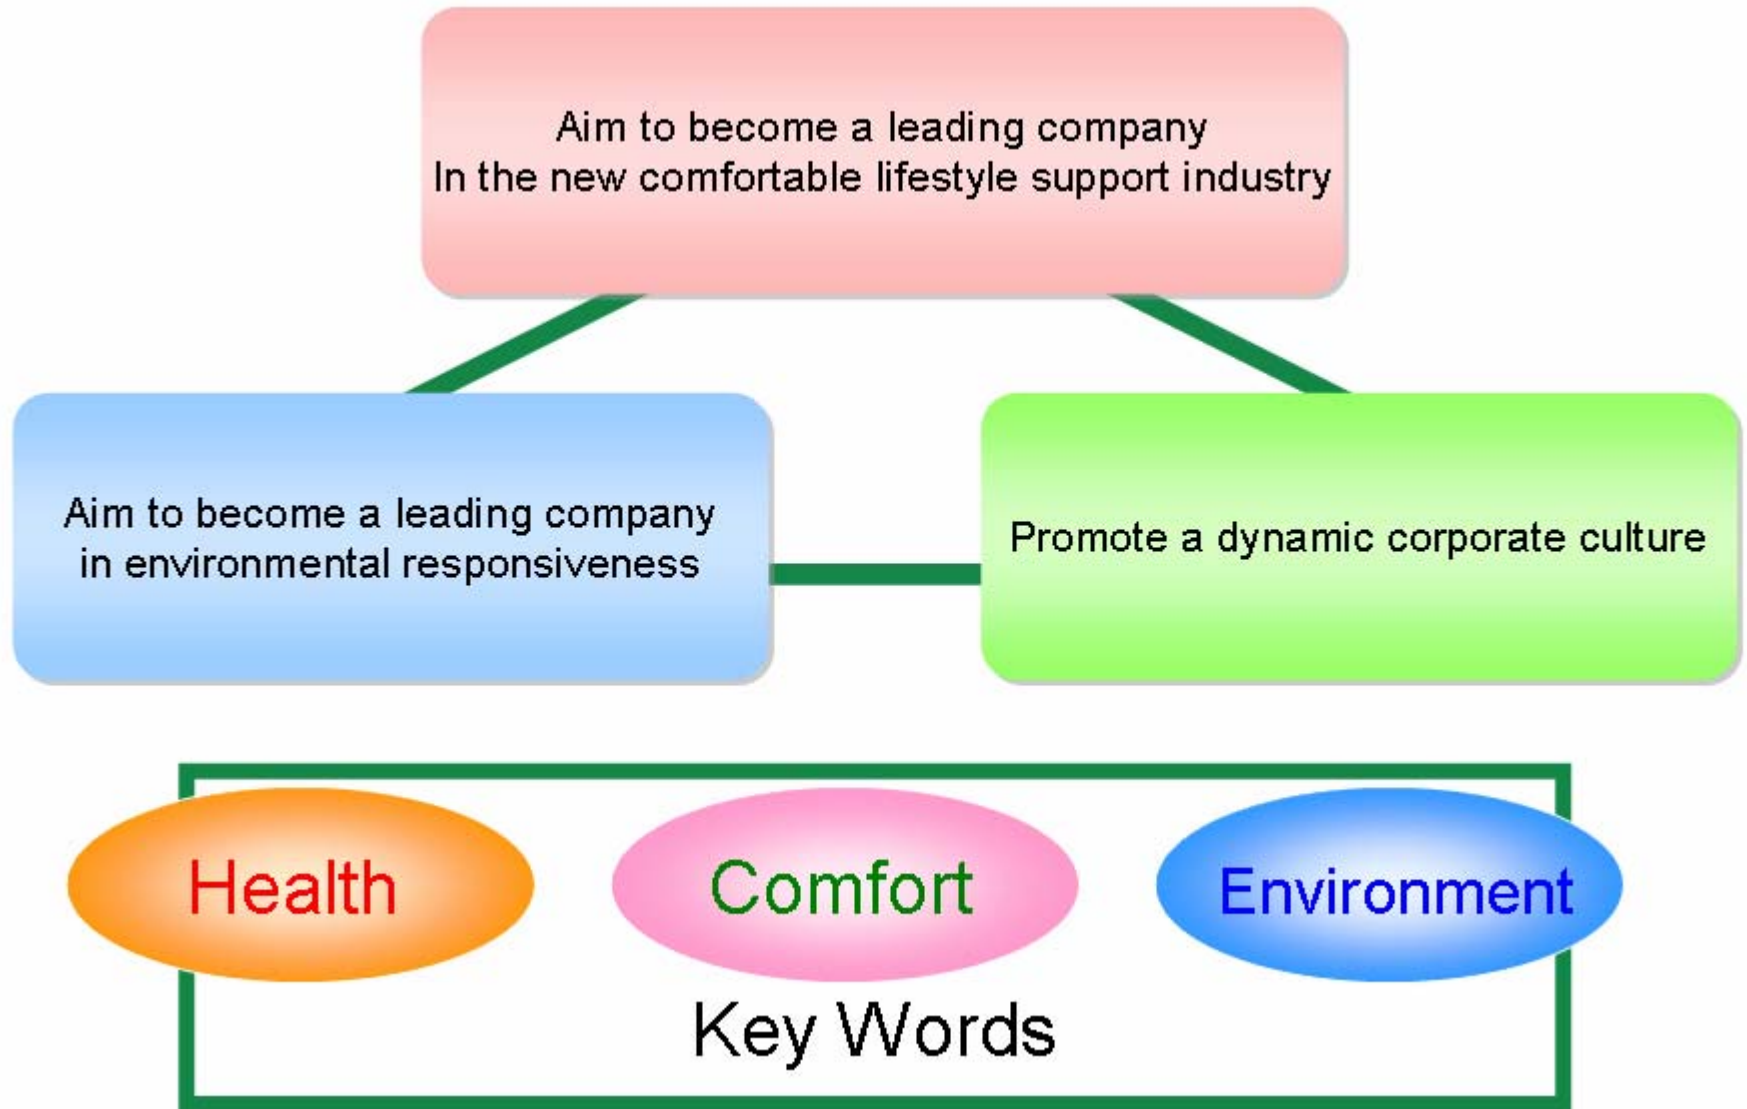 Aim to become a leading company
In the new comfortable lifestyle support industry
Aim to become a leading company
in environmental responsiveness
Promote a dynamic corporate culture
Health
Comfort
Environment
Key Words